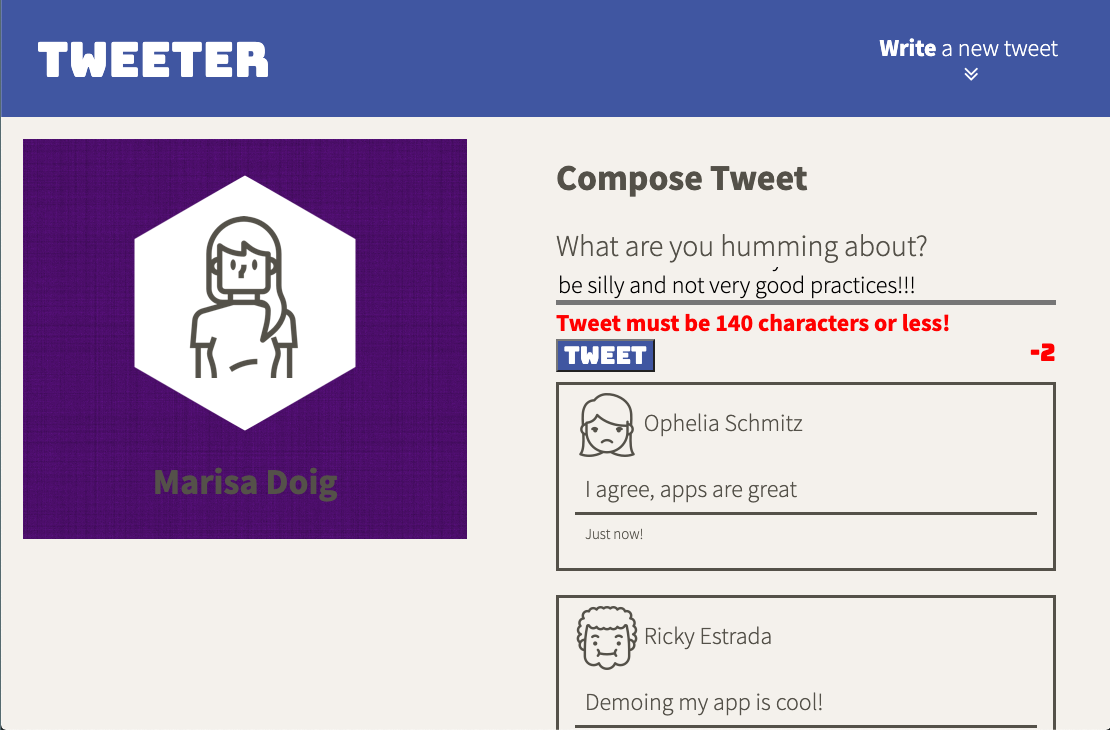 TWEETER
Write a new tweet
Marisa Doig
Compose Tweet
What are you humming about?
be silly and not very good practices!!!
Tweet must be 140 characters or less!
TWEET
-2
Ophelia Schmitz
I agree, apps are great
Just now!
Ricky Estrada
Demoing my app is cool!